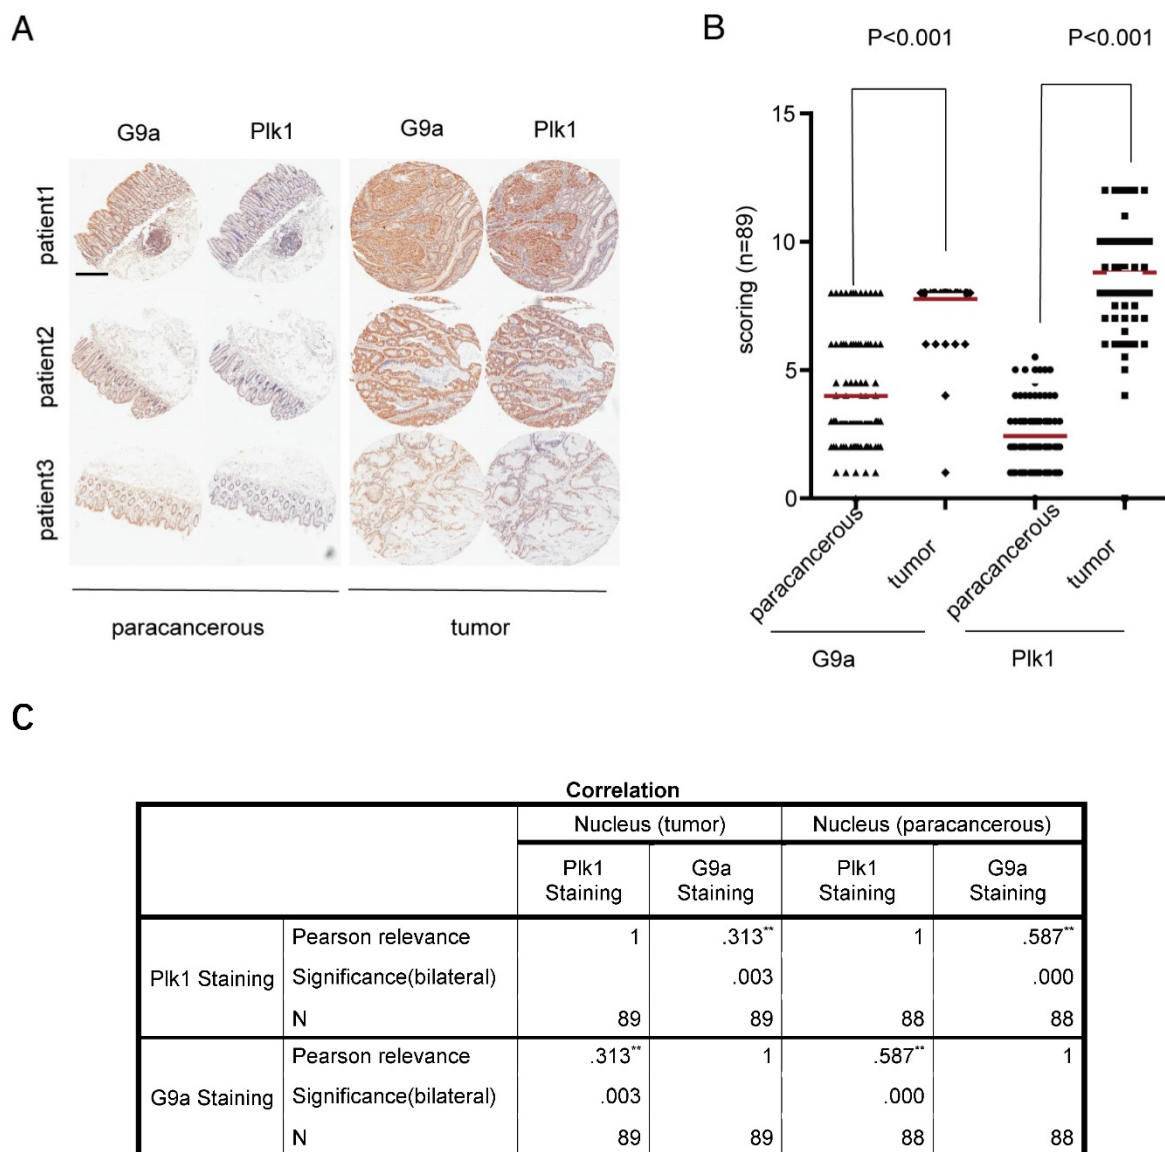 A
G9a Plk1 G9a Plk1
patient1
patient2
patient3
paracancerous tumor
B
P<0.001 P<0.001
scoring (n=89)
15
10
5
0
paracancerous tumor paracancerous tumor
G9a Plk1
C
Correlation
Nucleus (tumor) Nucleus (paracancerous)
Plk1 Staining G9a Staining Plk1 Staining G9a Staining
Plk1 Staining
Pearson relevance 1 .313** 1 .587**
Significance(bilateral) .003 .000
N 89 89 88 88
G9a Staining
Pearson relevance .313** 1 .587** 1
Significance(bilateral) .003 .000
N 89 89 88 88